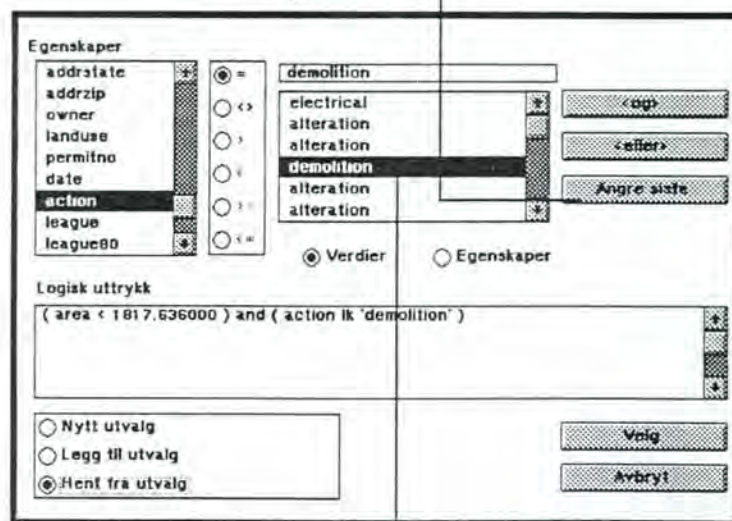 Egenskaper
addrstate
addrzip
owner
landuse
permitno
date
action
league
league80
=
<>
>
<
>=
<=
demolition
electrical
alteration
alteration
demolition
alteration
alteration
<og>
<eller>
Angre siste
Verdier
Egenskaper
Logisk uttrykk
( area < 1817,636000 ) and ( action lk 'demolition' )
Nytt utvalg
Legg til utvalg
Hent fra utvalg
Velg
Avbryt